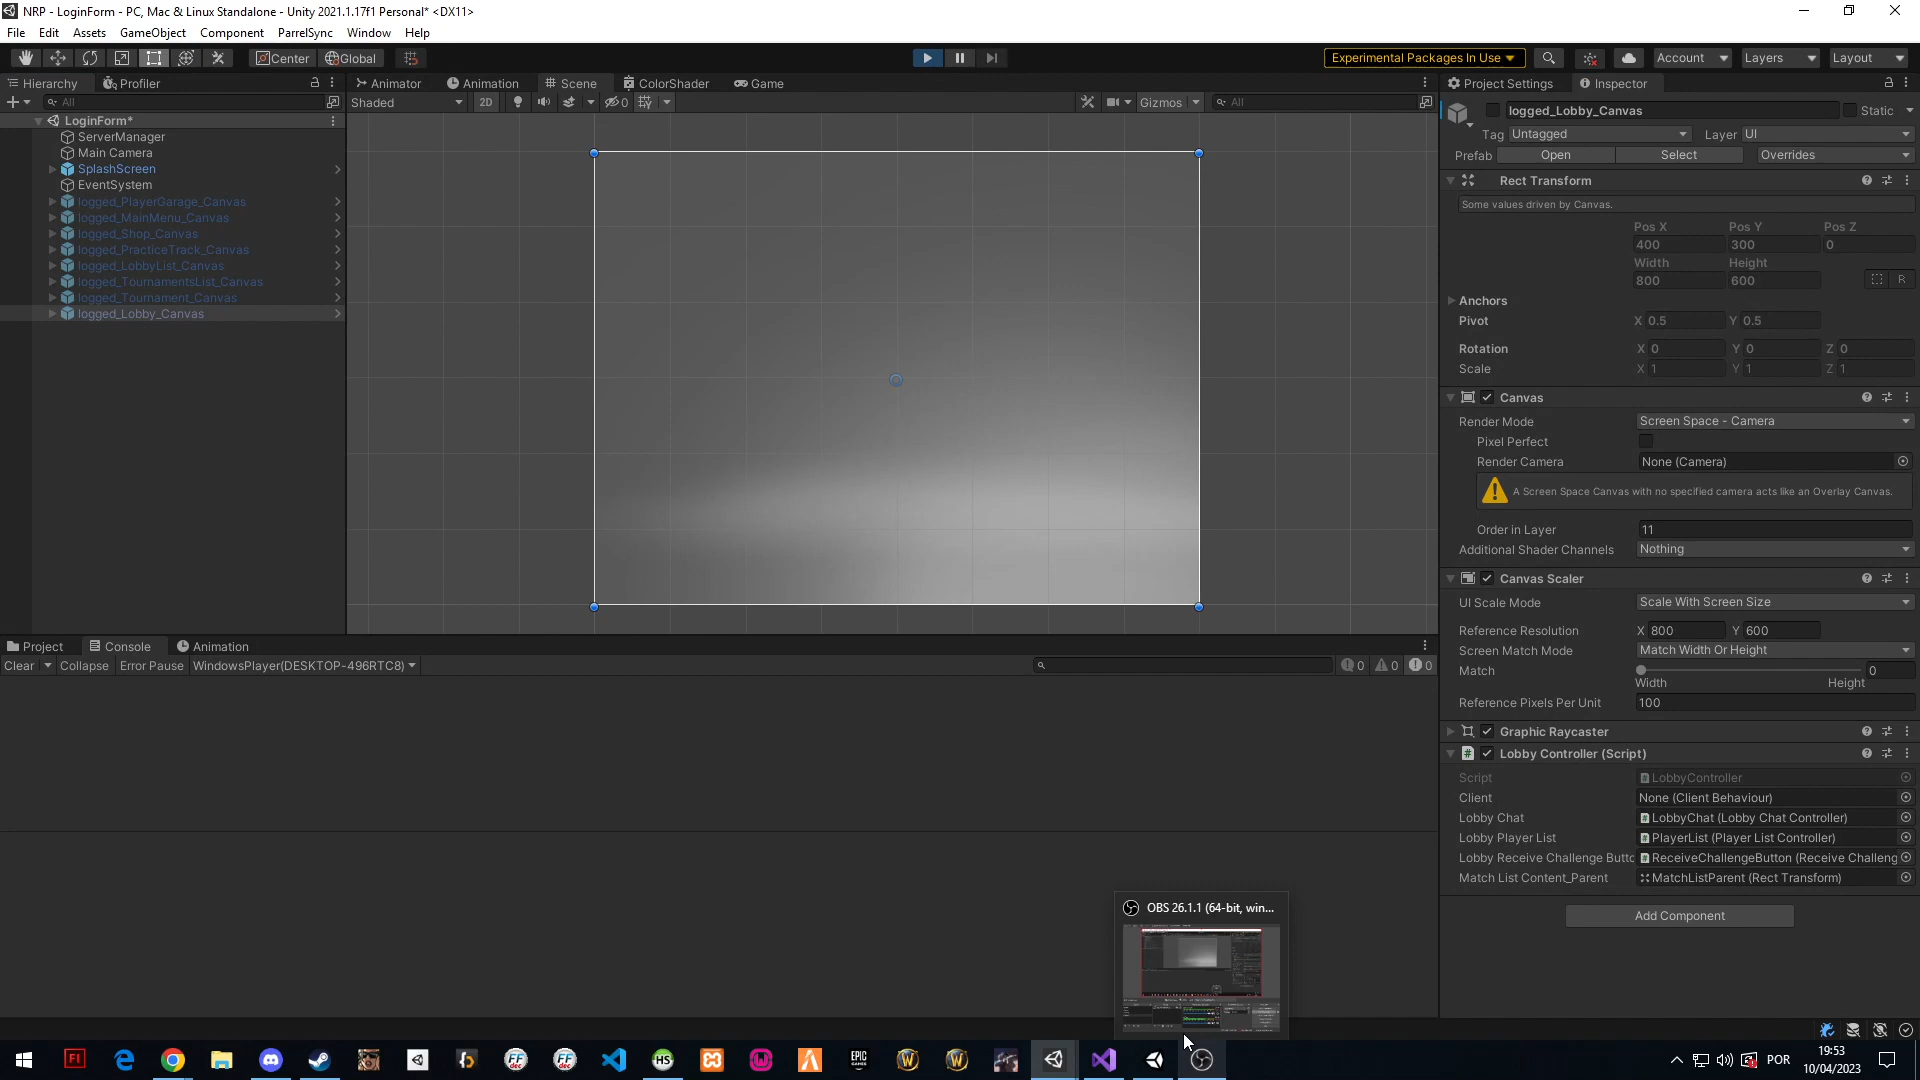 NRP - LoginForm - PC, Mac & Linux Standalone - Unity 2021.1.17f1 Personal* <DX11>
File Edit Assets GameObject Component ParrelSync Window Help
Center Global Experimental Packages In Use Account Layers Layout
Hierarchy Profiler Animator Animation Scene ColorShader Game Project Settings Inspector
All Shaded 2D 0 Gizmos All
logged_Lobby_Canvas Static
Tag Untagged Layer UI
Prefab Open Select Overrides
LoginForm*
ServerManager
Main Camera
SplashScreen
EventSystem
logged_PlayerGarage_Canvas
logged_MainMenu_Canvas
logged_Shop_Canvas
logged_PracticeTrack_Canvas
logged_LobbyList_Canvas
logged_TournamentsList_Canvas
logged_Tournament_Canvas
logged_Lobby_Canvas
Rect Transform
Some values driven by Canvas.
Pos X Pos Y Pos Z
400 300 0
Width Height
800 600 R
Anchors
Pivot X 0.5 Y 0.5
Rotation X 0 Y 0 Z 0
Scale X 1 Y 1 Z 1
Canvas
Render Mode Screen Space - Camera
Pixel Perfect
Render Camera None (Camera)
A Screen Space Canvas with no specified camera acts like an Overlay Canvas.
Order in Layer 11
Additional Shader Channels Nothing
Canvas Scaler
UI Scale Mode Scale With Screen Size
Reference Resolution X 800 Y 600
Screen Match Mode Match Width Or Height
Match 0
Width Height
Reference Pixels Per Unit 100
Graphic Raycaster
Lobby Controller (Script)
Script LobbyController
Client None (Client Behaviour)
Lobby Chat LobbyChat (Lobby Chat Controller)
Lobby Player List PlayerList (Player List Controller)
Lobby Receive Challenge Butto ReceiveChallengeButton (Receive Challeng
Match List Content_Parent MatchListParent (Rect Transform)
Add Component
Project Console Animation
Clear Collapse Error Pause WindowsPlayer(DESKTOP-496RTC8) 0 0 0
OBS 26.1.1 (64-bit, win...
POR
19:53
10/04/2023